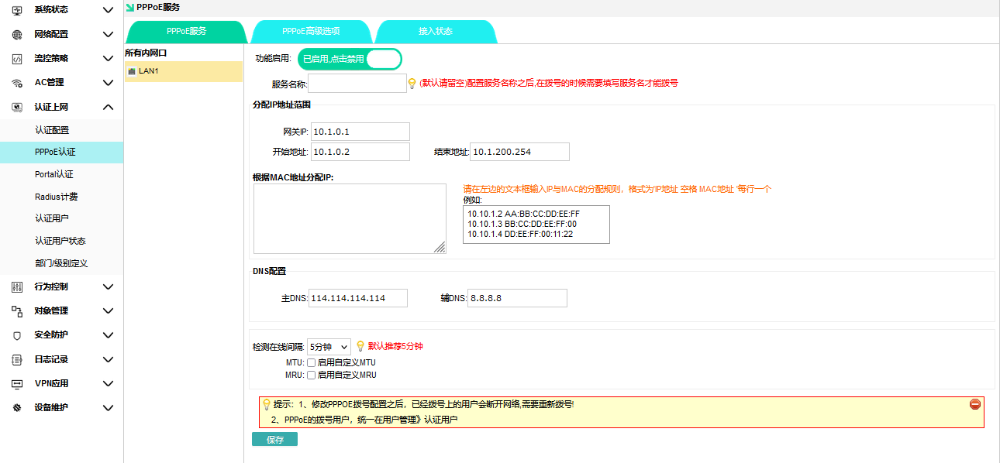 系统状态
网络配置
流控策略
AC管理
认证上网
认证配置
PPPoE认证
Portal认证
Radius计费
认证用户
认证用户状态
部门/级别定义
行为控制
对象管理
安全防护
日志记录
VPN应用
设备维护
PPPoE服务
PPPoE服务 PPPoE高级选项 接入状态
所有内网口
LAN1
功能启用: 已启用,点击禁用
服务名称: (默认请留空)配置服务名称之后,在拨号的时候需要填写服务名才能拨号
分配IP地址范围
网关IP: 10.1.0.1
开始地址: 10.1.0.2 结束地址: 10.1.200.254
根据MAC地址分配IP:
请在左边的文本框输入IP与MAC的分配规则，格式为'IP地址 空格 MAC地址 '每行一个
例如:
10.10.1.2 AA:BB:CC:DD:EE:FF
10.10.1.3 BB:CC:DD:EE:FF:00
10.10.1.4 DD:EE:FF:00:11:22
DNS配置
主DNS: 114.114.114.114 辅DNS: 8.8.8.8
检测在线间隔: 5分钟 默认推荐5分钟
MTU: 启用自定义MTU
MRU: 启用自定义MRU
提示：1、修改PPPOE拨号配置之后，已经拨号上的用户会断开网络,需要重新拨号!
2、PPPoE的拨号用户，统一在用户管理》认证用户
保存